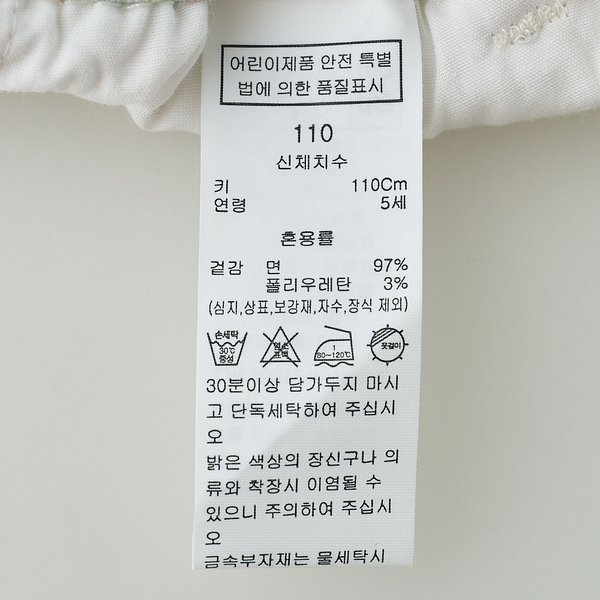 어린이제품 안전 특별
법에 의한 품질표시
110
신체치수
키 110Cm
연령 5세
혼용률
겉감 면 97%
폴리우레탄 3%
(심지,상표,보강재,자수,장식 제외)
손세탁
30℃
중성
염소
표백
1
80~120℃
옷걸이
30분이상 담가두지 마시
고 단독세탁하여 주십시
오
밝은 색상의 장신구나 의
류와 착장시 이염될 수
있으니 주의하여 주십시
오
금속부자재는 물세탁시